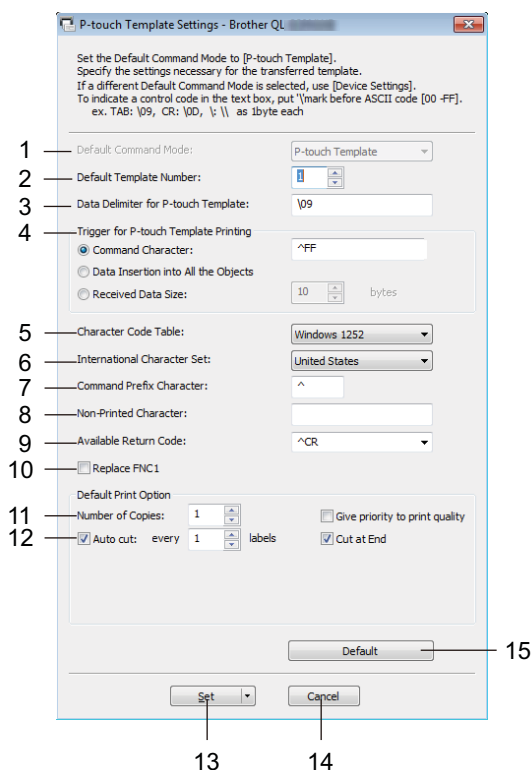 P-touch Template Settings - Brother QL
Set the Default Command Mode to [P-touch Template].
Specify the settings necessary for the transferred template.
If a different Default Command Mode is selected, use [Device Settings].
To indicate a control code in the text box, put '\'mark before ASCII code [00 -FF].
ex. TAB: \09, CR: \0D, \: \\ as 1byte each
1 Default Command Mode: P-touch Template
2 Default Template Number: 1
3 Data Delimiter for P-touch Template: \09
4 Trigger for P-touch Template Printing
Command Character: ^FF
Data Insertion into All the Objects
Received Data Size: 10 bytes
5 Character Code Table: Windows 1252
6 International Character Set: United States
7 Command Prefix Character: ^
8 Non-Printed Character:
9 Available Return Code: ^CR
10 Replace FNC1
Default Print Option
11 Number of Copies: 1 Give priority to print quality
12 Auto cut: every 1 labels Cut at End
Default 15
Set Cancel
13 14